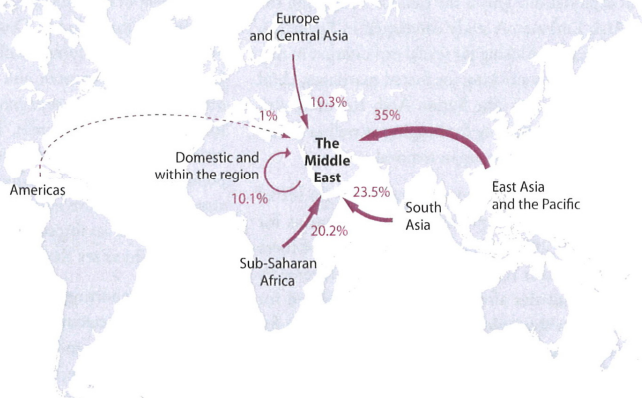 Europe
and Central Asia
10.3%
1%
35%
The
Middle
East
Domestic and
within the region
10.1%
Americas
23.5%
East Asia
and the Pacific
South
Asia
20.2%
Sub-Saharan
Africa